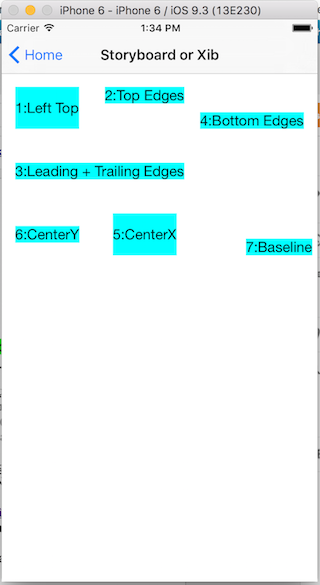 iPhone 6 - iPhone 6 / iOS 9.3 (13E230)
Carrier 1:34 PM
Home Storyboard or Xib
2:Top Edges
1:Left Top
4:Bottom Edges
3:Leading + Trailing Edges
6:CenterY 5:CenterX
7:Baseline